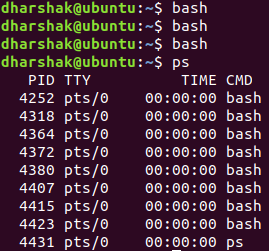 dharshak@ubuntu:~$ bash
dharshak@ubuntu:~$ bash
dharshak@ubuntu:~$ bash
dharshak@ubuntu:~$ ps
    PID TTY          TIME CMD
   4252 pts/0    00:00:00 bash
   4318 pts/0    00:00:00 bash
   4364 pts/0    00:00:00 bash
   4372 pts/0    00:00:00 bash
   4380 pts/0    00:00:00 bash
   4407 pts/0    00:00:00 bash
   4415 pts/0    00:00:00 bash
   4423 pts/0    00:00:00 bash
   4431 pts/0    00:00:00 ps